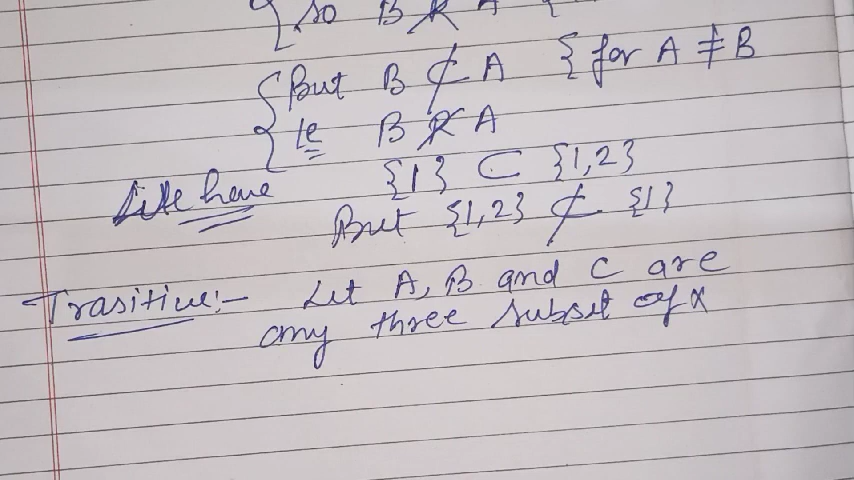 {so B R̸ A {
{But B ⊄ A {for A ≠ B
{ie B R̸ A
Like here {1} ⊂ {1,2}
But {1,2} ⊄ {1}
Trasitive:- Let A, B and C are
any three subset of X